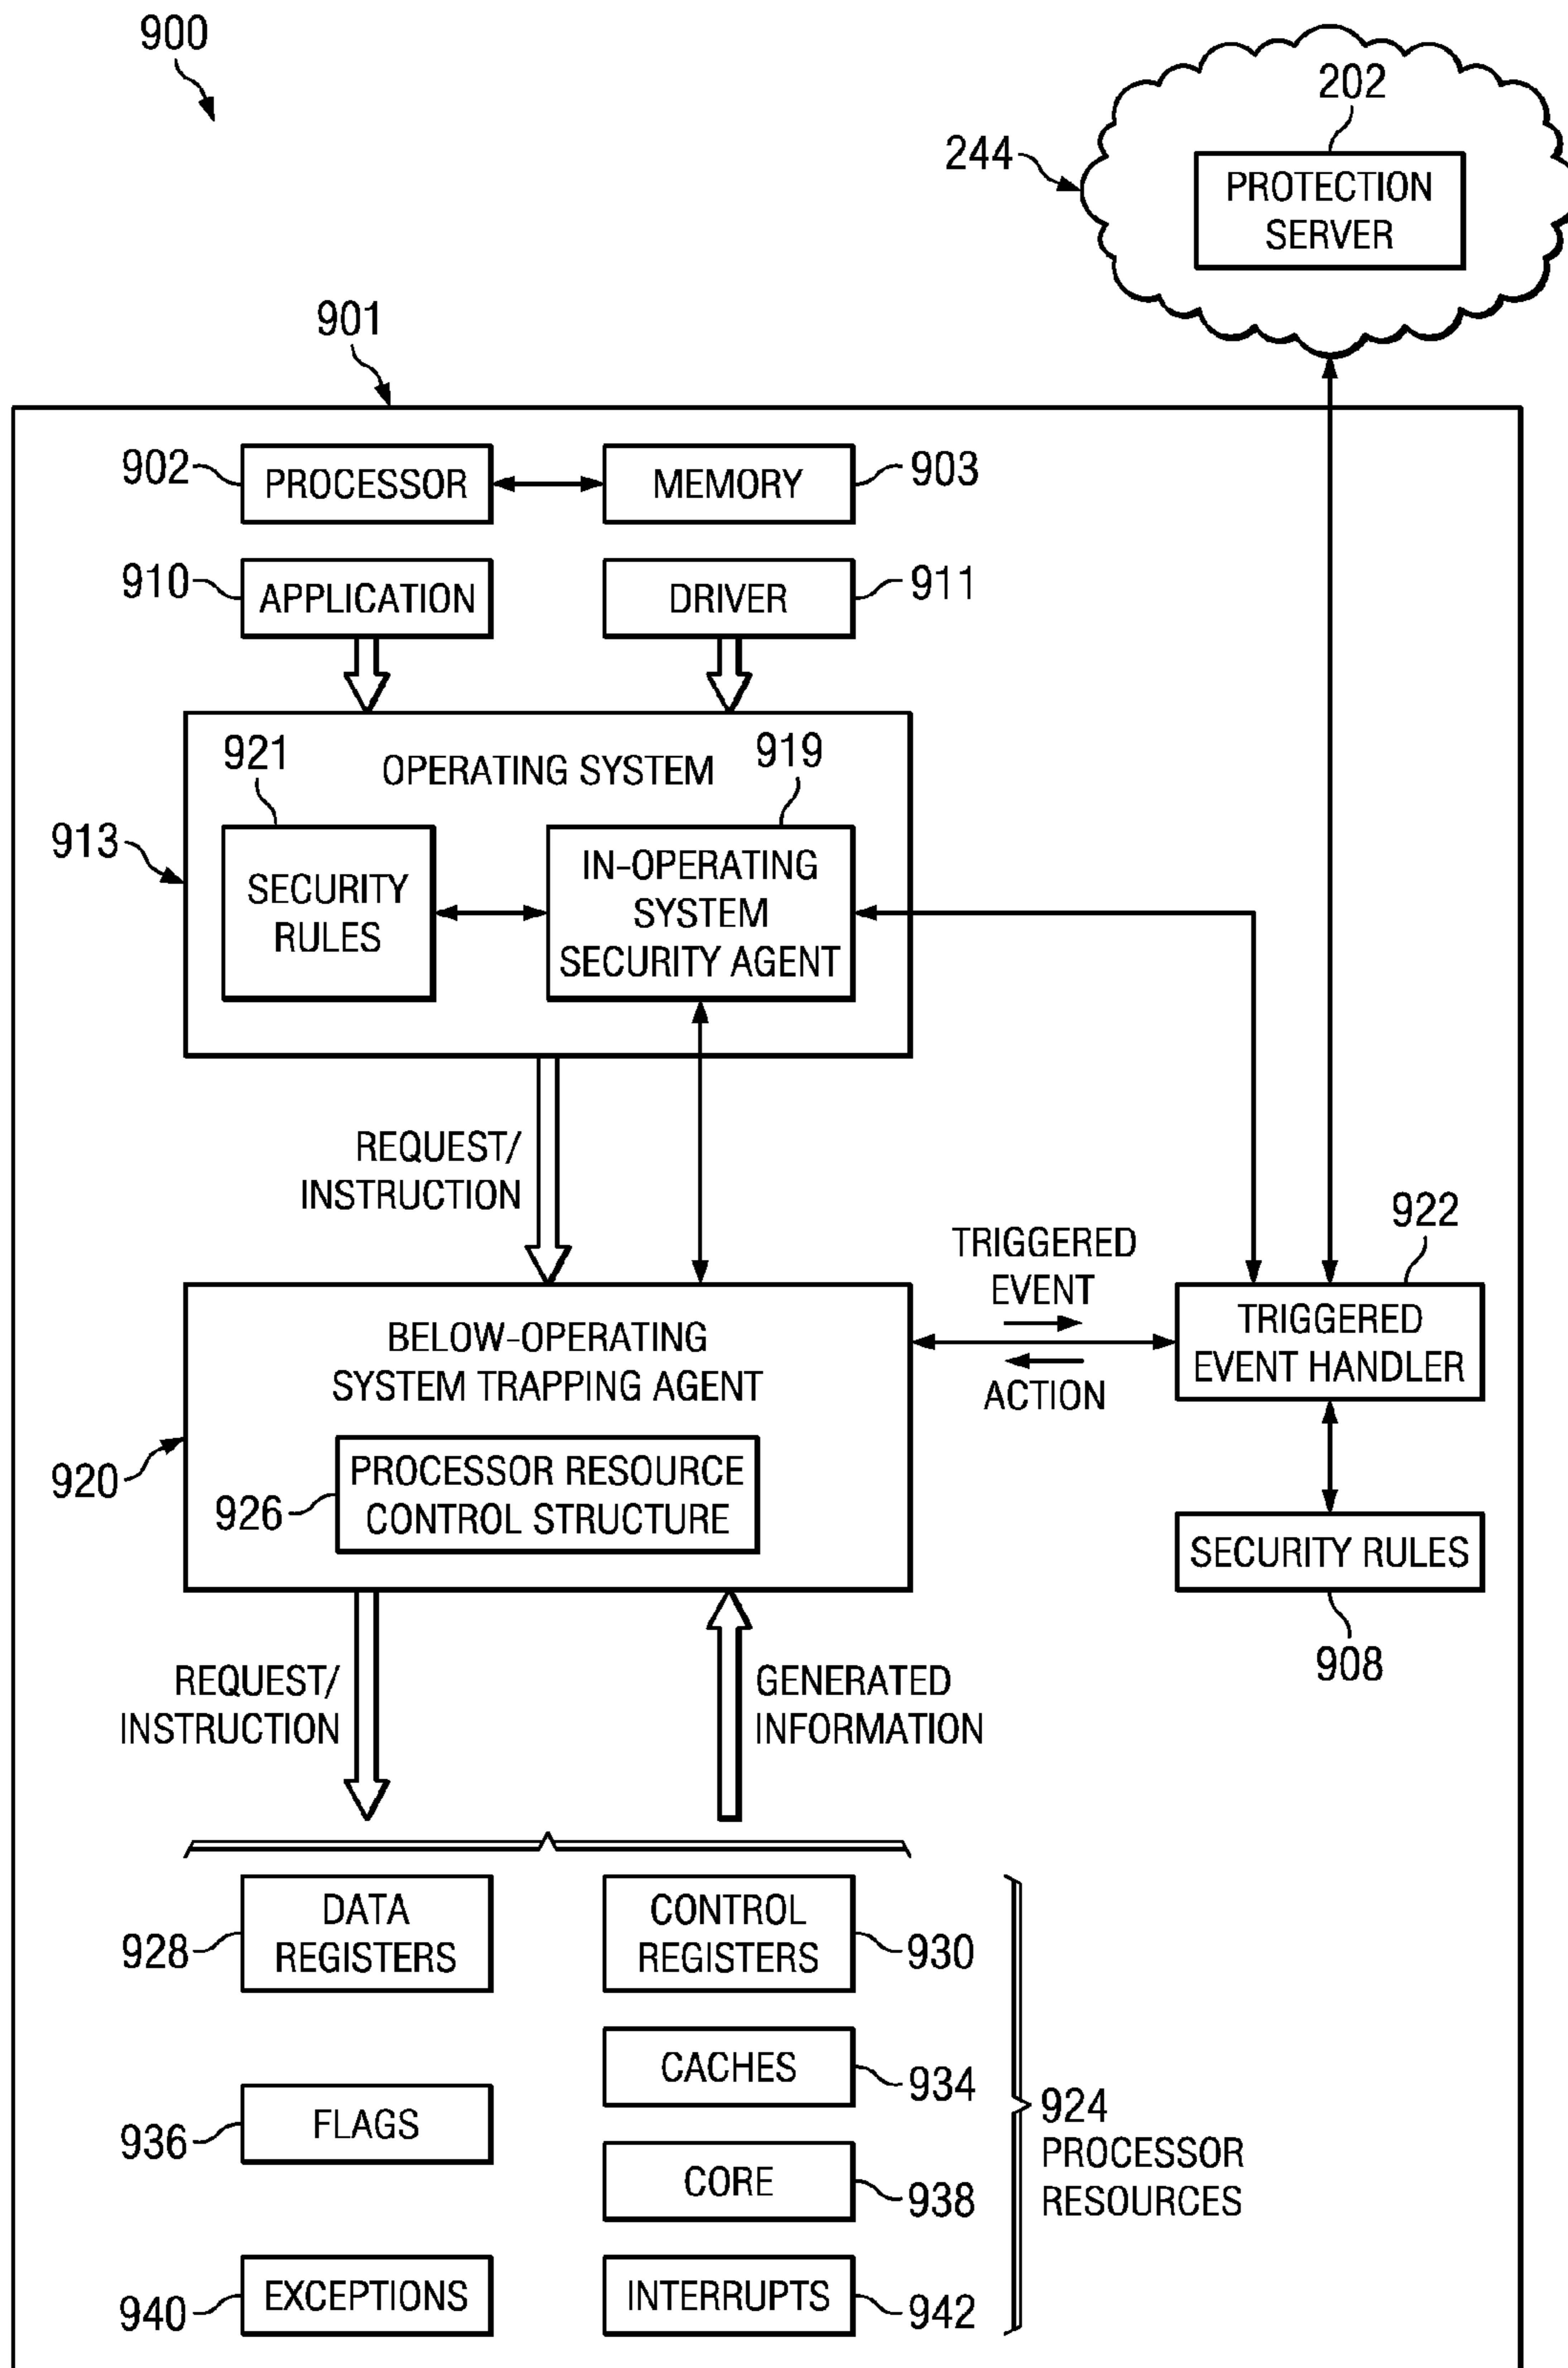 900
202
244
PROTECTION
SERVER
901
902
PROCESSOR
MEMORY
903
910
APPLICATION
DRIVER
911
921
OPERATING SYSTEM
919
913
SECURITY
RULES
IN-OPERATING
SYSTEM
SECURITY AGENT
REQUEST/
INSTRUCTION
TRIGGERED
EVENT
ACTION
922
TRIGGERED
EVENT HANDLER
BELOW-OPERATING
SYSTEM TRAPPING AGENT
920
926
PROCESSOR RESOURCE
CONTROL STRUCTURE
SECURITY RULES
908
REQUEST/
INSTRUCTION
GENERATED
INFORMATION
928
DATA
REGISTERS
CONTROL
REGISTERS
930
CACHES
934
936
FLAGS
924
PROCESSOR
RESOURCES
CORE
938
940
EXCEPTIONS
INTERRUPTS
942